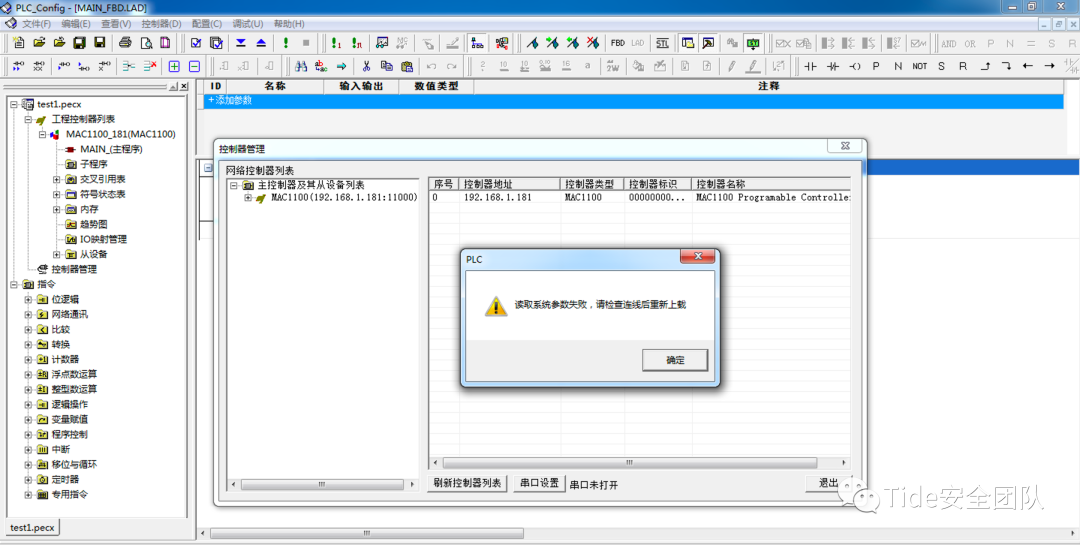 PLC_Config - [MAIN_FBD.LAD]
文件(F) 编辑(E) 查看(V) 控制器(D) 配置(C) 调试(U) 帮助(H)
FBD LAD STL AND OR P N = S R
P N NOT S R
test1.pecx
工程控制器列表
MAC1100_181(MAC1100)
MAIN_(主程序)
子程序
交叉引用表
符号状态表
内存
趋势图
IO映射管理
从设备
控制器管理
指令
位逻辑
网络通讯
比较
转换
计数器
浮点数运算
整型数运算
逻辑操作
变量赋值
程序控制
中断
移位与循环
定时器
专用指令
test1.pecx
ID 名称 输入输出 数值类型 注释
+添加参数
控制器管理
网络控制器列表
主控制器及其从设备列表
MAC1100(192.168.1.181:11000)
序号 控制器地址 控制器类型 控制器标识 控制器名称
0 192.168.1.181 MAC1100 00000000... MAC1100 Programable Controller
PLC
读取系统参数失败，请检查连线后重新上载
确定
刷新控制器列表 串口设置 串口未打开 退出
Tide安全团队